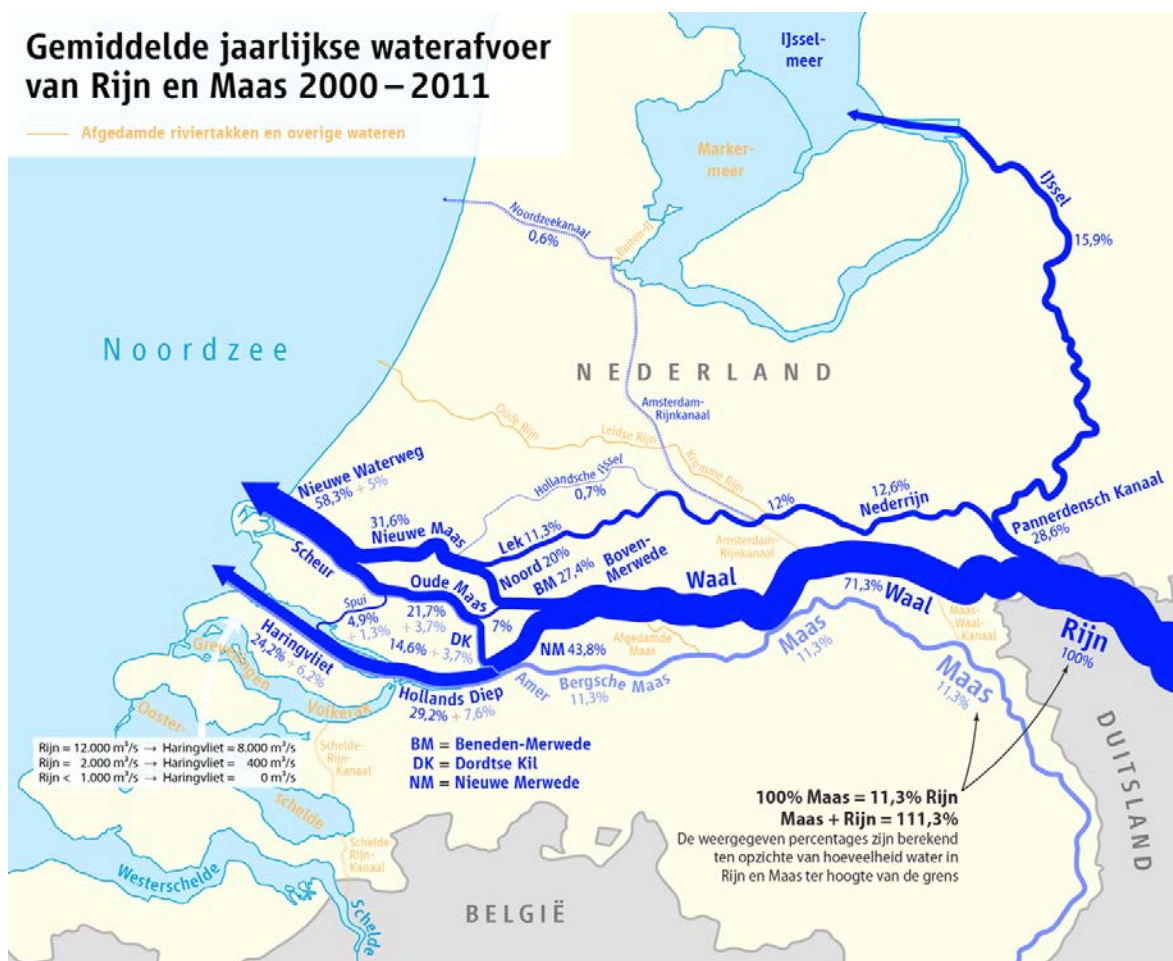 Gemiddelde jaarlijkse waterafvoer
van Rijn en Maas 2000 – 2011
Afgedamde riviertakken en overige wateren
IJssel-
meer
Marker-
meer
IJssel
15,9%
Noordzeekanaal
0,6%
Buiten-IJ
Noordzee
NEDERLAND
Amsterdam-
Rijnkanaal
Oude Rijn
Leidse Rijn
Kromme Rijn
Nieuwe Waterweg
58,3% + 5%
Hollandsche IJssel
0,7%
12%
12,6%
Nederrijn
Pannerdensch Kanaal
28,6%
31,6%
Nieuwe Maas
Lek 11,3%
Amsterdam-
Rijnkanaal
Scheur
Noord 20%
BM 27,4%
Boven-
Merwede
Waal
71,3% Waal
Oude Maas
Spui
4,9%
+ 1,3%
21,7%
+ 3,7%
7%
DK
14,6% + 3,7%
NM 43,8%
Afgedamde
Maas
Maas
11,3%
Maas-
Waal-
Kanaal
Rijn
100%
Maas
11,3%
Haringvliet
24,2% + 6,2%
Grevelingen
Hollands Diep
29,2% + 7,6%
Amer
Bergsche Maas
11,3%
Volkerak
Ooster-
schelde
Schelde-
Rijn-
Kanaal
Rijn = 12.000 m³/s → Haringvliet = 8.000 m³/s
Rijn = 2.000 m³/s → Haringvliet = 400 m³/s
Rijn < 1.000 m³/s → Haringvliet = 0 m³/s
BM = Beneden-Merwede
DK = Dordtse Kil
NM = Nieuwe Merwede
DUITSLAND
100% Maas = 11,3% Rijn
Maas + Rijn = 111,3%
De weergegeven percentages zijn berekend
ten opzichte van hoeveelheid water in
Rijn en Maas ter hoogte van de grens
Schelde
Rijn-
Kanaal
Westerschelde
Schelde
BELGIË